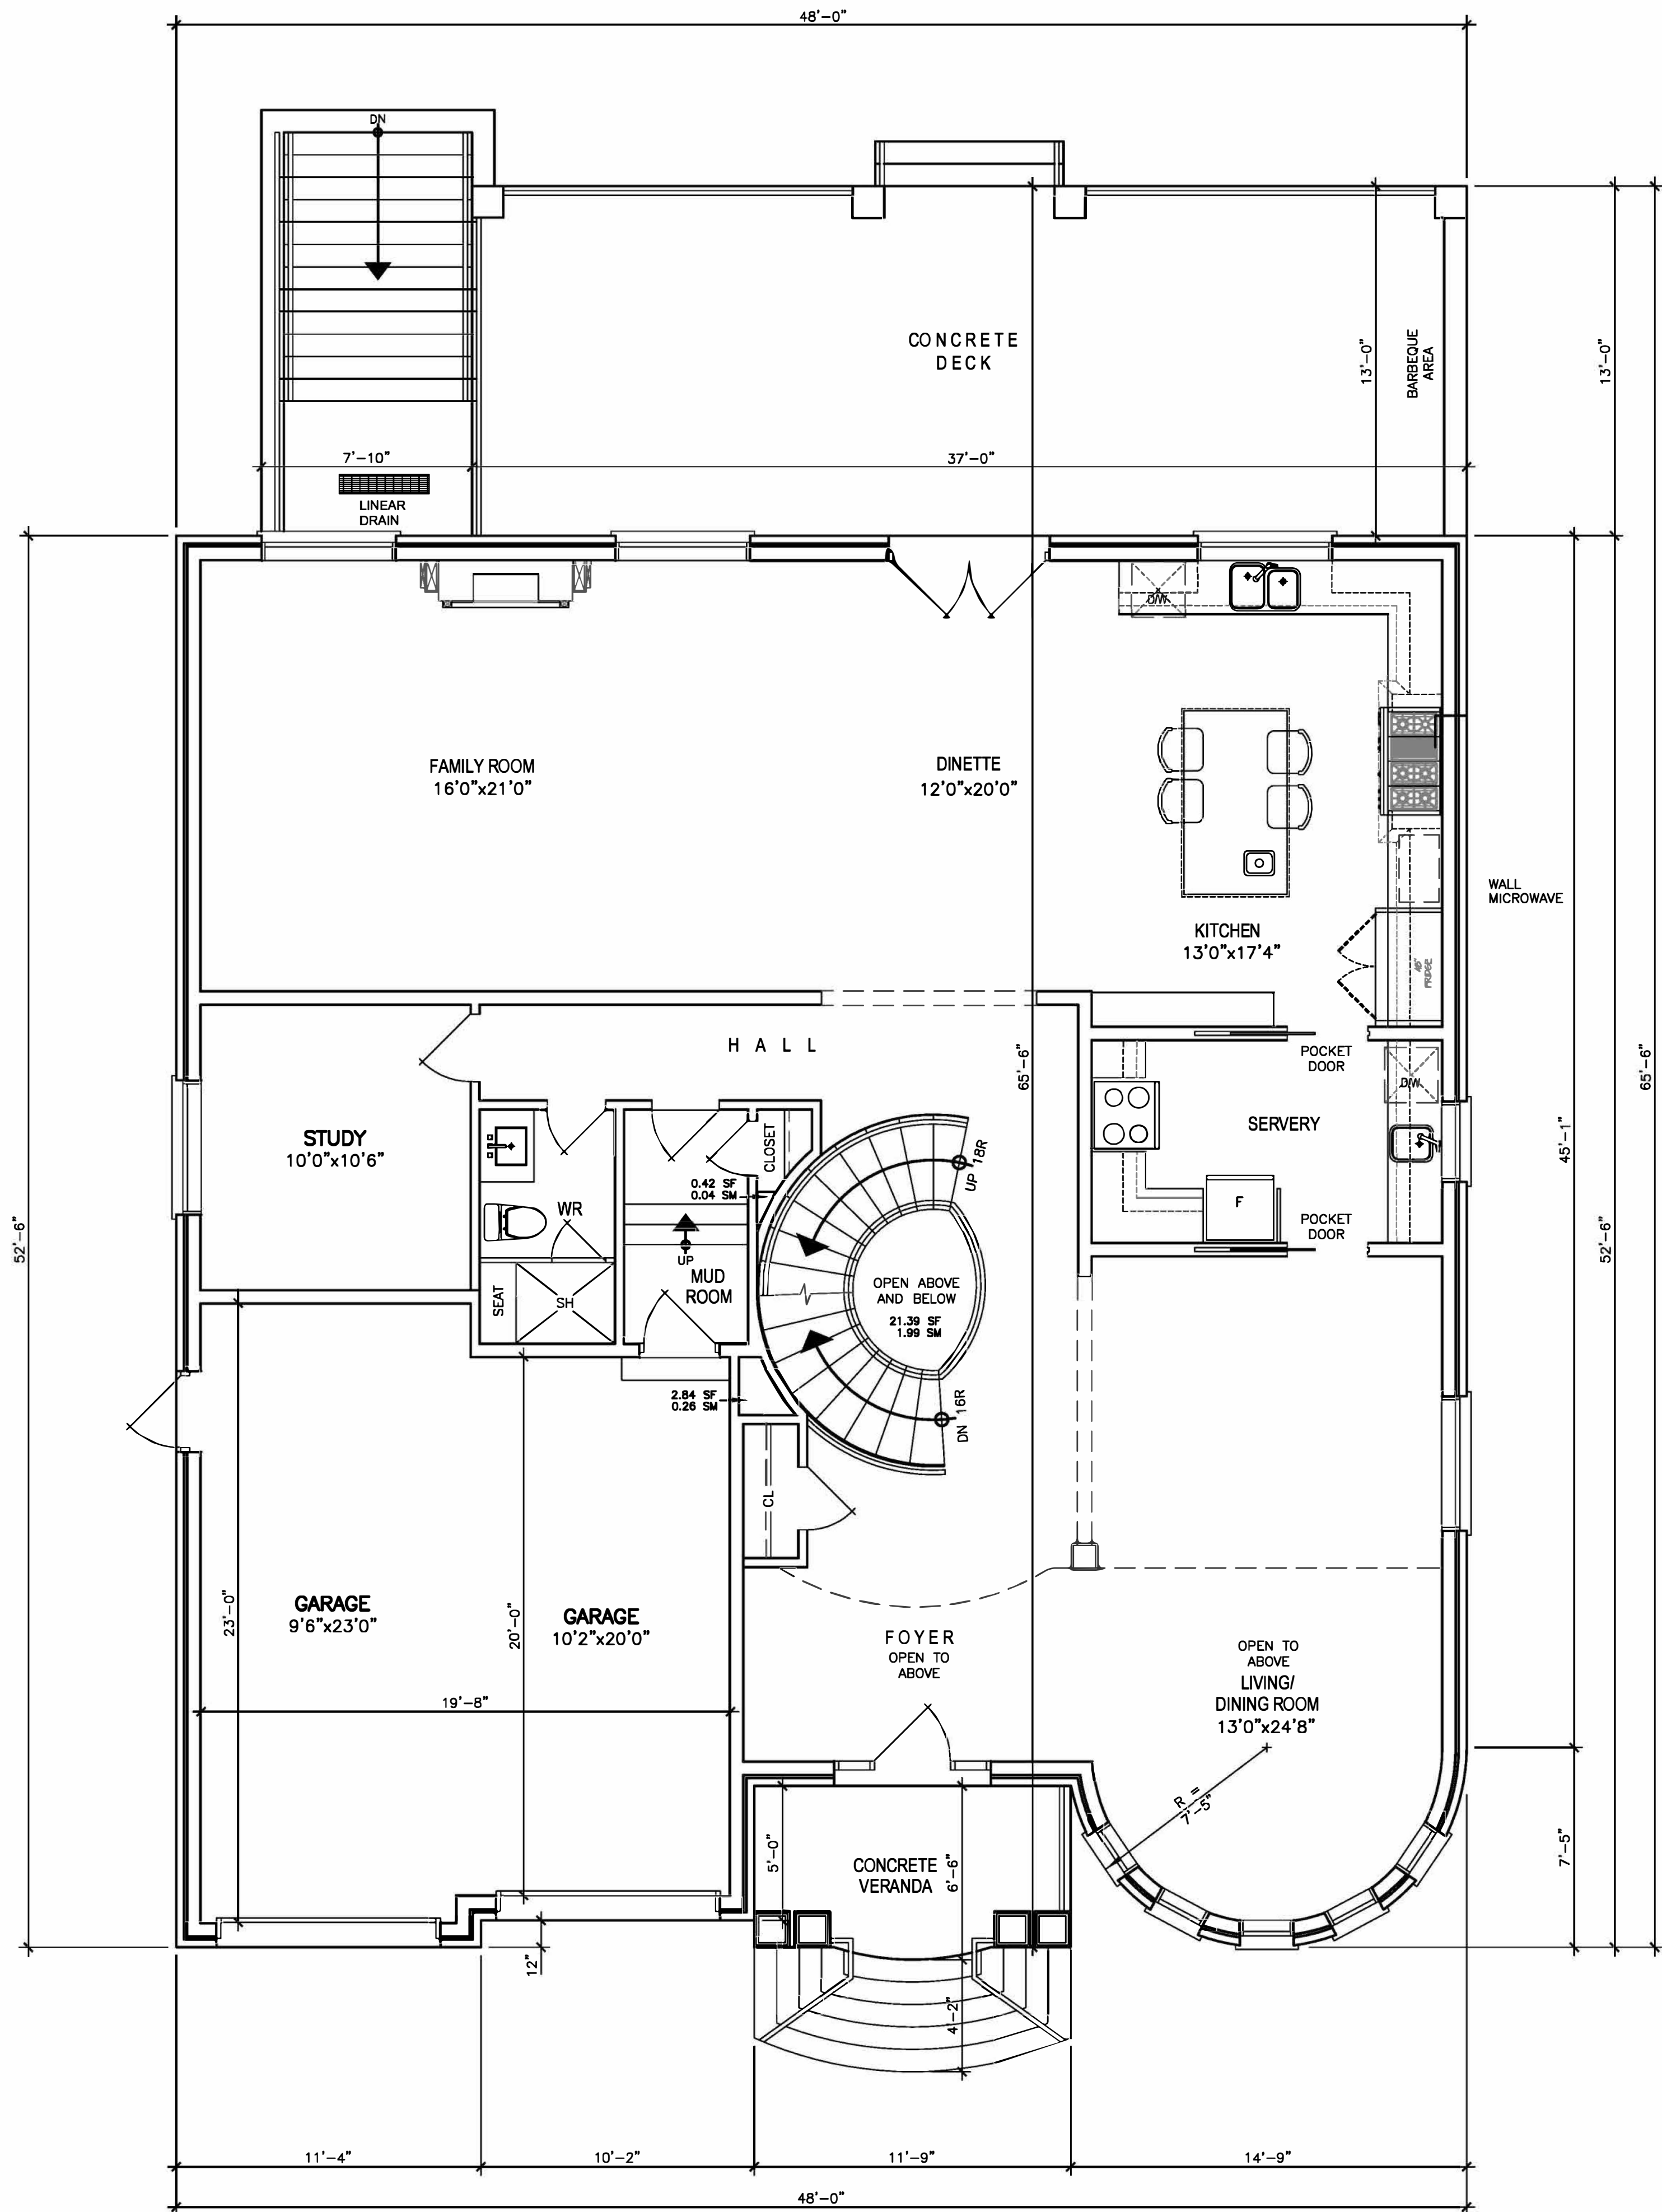 48'-0"
DN
CONCRETE
DECK
13'-0"
BARBEQUE
AREA
13'-0"
7'-10"
37'-0"
LINEAR
DRAIN
D/W
FAMILY ROOM
16'0"x21'0"
DINETTE
12'0"x20'0"
WALL
MICROWAVE
KITCHEN
13'0"x17'4"
48"
FRIDGE
HALL
POCKET
DOOR
65'-6"
65'-6"
D/W
STUDY
10'0"x10'6"
CLOSET
SERVERY
45'-1"
UP 18R
0.42 SF
0.04 SM
WR
F
POCKET
DOOR
52'-6"
52'-6"
UP
MUD
ROOM
SEAT
SH
OPEN ABOVE
AND BELOW
21.39 SF
1.99 SM
2.84 SF
0.26 SM
DN 16R
CL
23'-0"
GARAGE
9'6"x23'0"
20'-0"
GARAGE
10'2"x20'0"
FOYER
OPEN TO
ABOVE
OPEN TO
ABOVE
LIVING/
DINING ROOM
13'0"x24'8"
19'-8"
R =
7'-5"
5'-0"
CONCRETE
VERANDA
6'-6"
7'-5"
12"
4'-2"
11'-4"
10'-2"
11'-9"
14'-9"
48'-0"